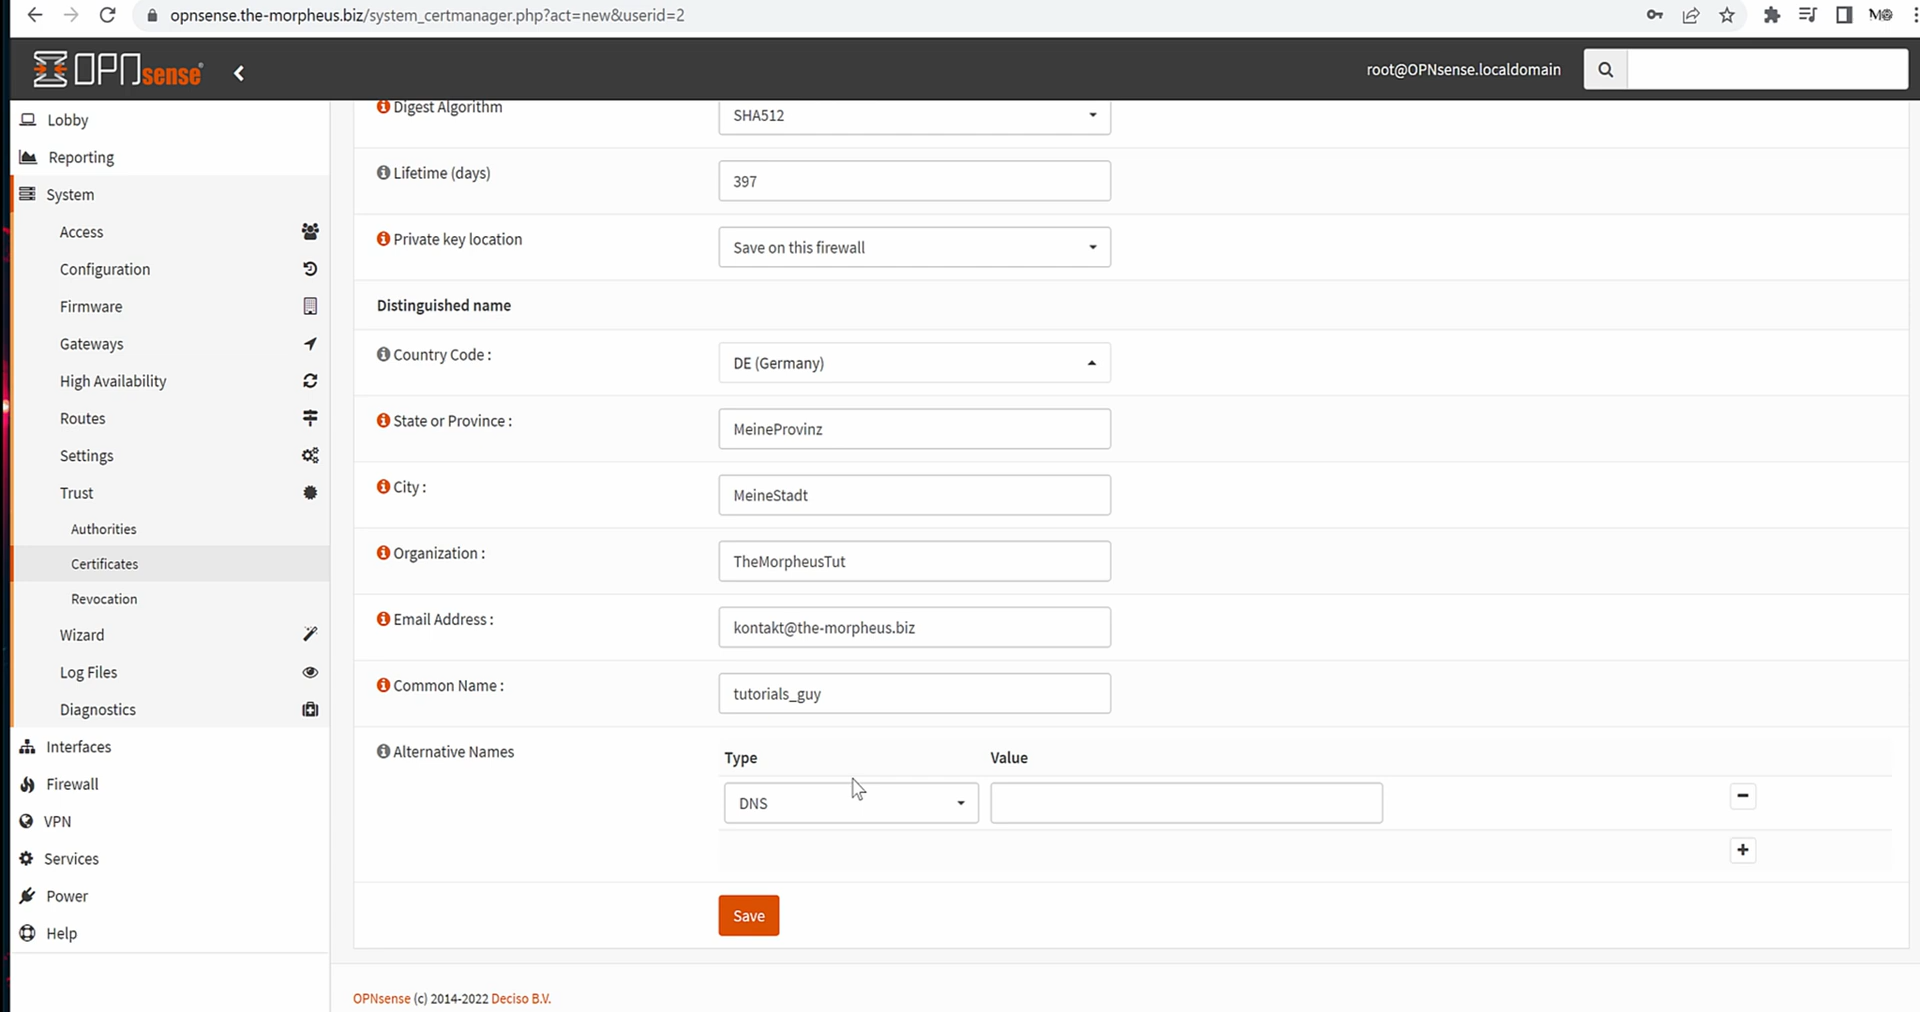 opnsense.the-morpheus.biz/system_certmanager.php?act=new&userid=2
OPNsense
root@OPNsense.localdomain
Lobby
Reporting
System
Access
Configuration
Firmware
Gateways
High Availability
Routes
Settings
Trust
Authorities
Certificates
Revocation
Wizard
Log Files
Diagnostics
Interfaces
Firewall
VPN
Services
Power
Help
Digest Algorithm
SHA512
Lifetime (days)
397
Private key location
Save on this firewall
Distinguished name
Country Code :
DE (Germany)
State or Province :
MeineProvinz
City :
MeineStadt
Organization :
TheMorpheusTut
Email Address :
kontakt@the-morpheus.biz
Common Name :
tutorials_guy
Alternative Names
Type Value
DNS
Save
OPNsense (c) 2014-2022 Deciso B.V.